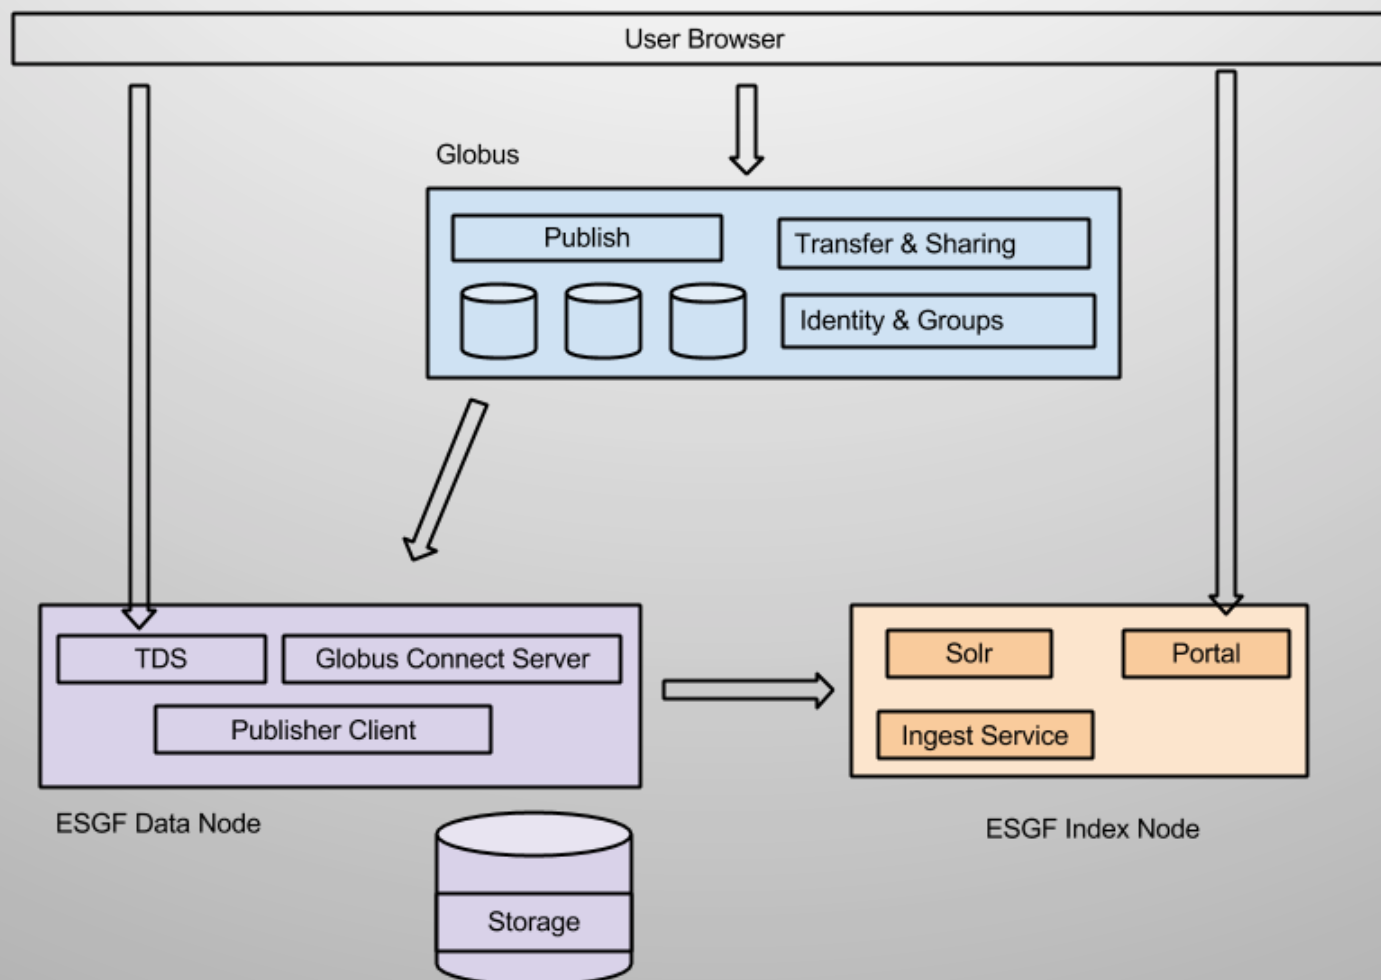 User Browser
Globus
Publish
Transfer & Sharing
Identity & Groups
TDS
Globus Connect Server
Publisher Client
ESGF Data Node
Storage
Solr
Portal
Ingest Service
ESGF Index Node